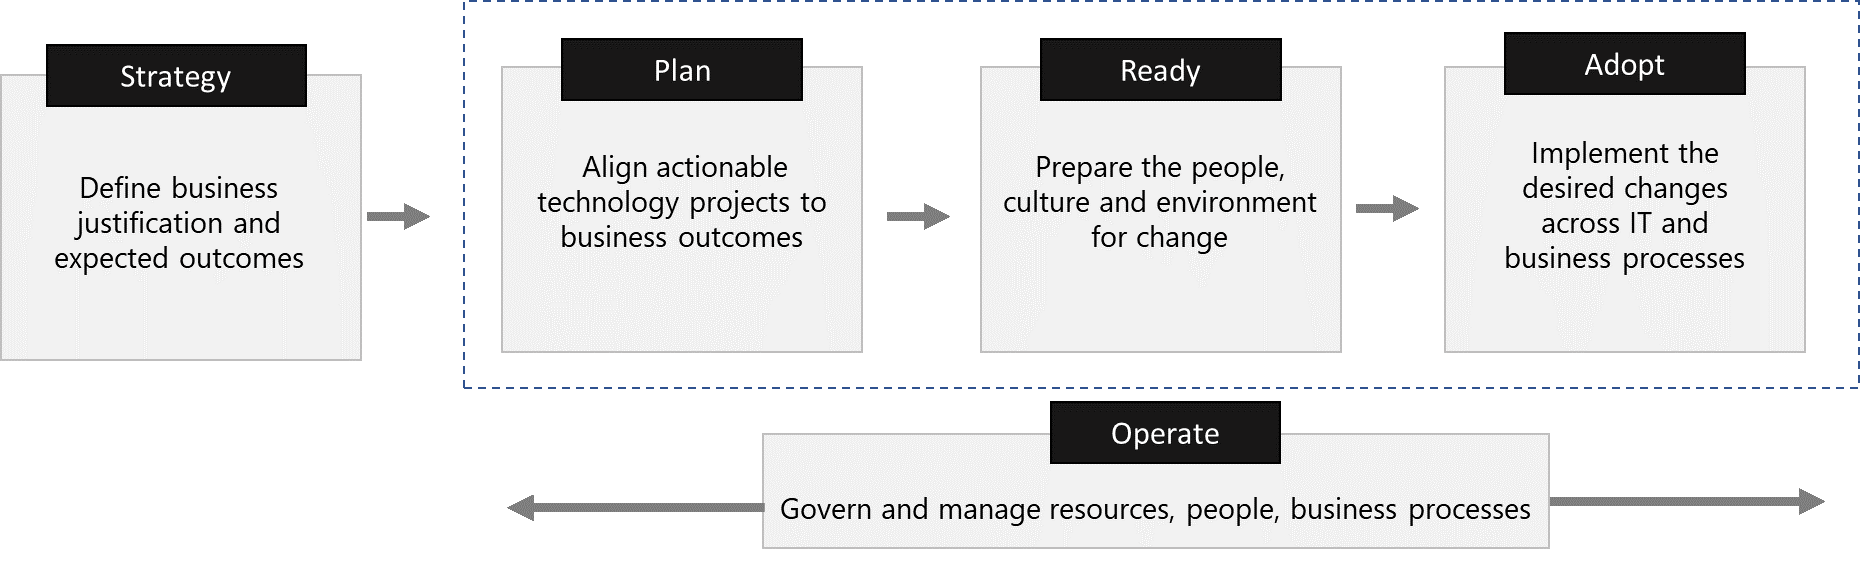 Strategy
Define business
justification and
expected outcomes
Plan
Align actionable
technology projects to
business outcomes
Ready
Prepare the people,
culture and environment
for change
Adopt
Implement the
desired changes
across IT and
business processes
Operate
Govern and manage resources, people, business processes